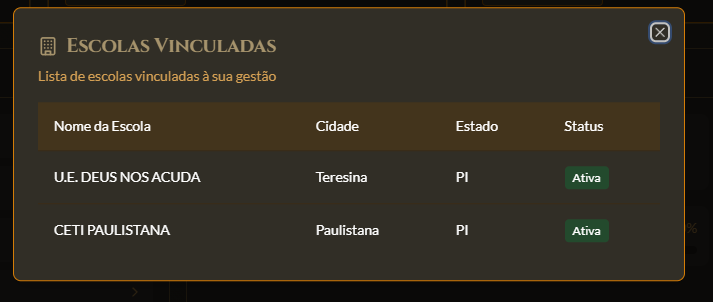 Escolas Vinculadas
Lista de escolas vinculadas à sua gestão
Nome da Escola Cidade Estado Status
U.E. DEUS NOS ACUDA Teresina PI Ativa
CETI PAULISTANA Paulistana PI Ativa
%